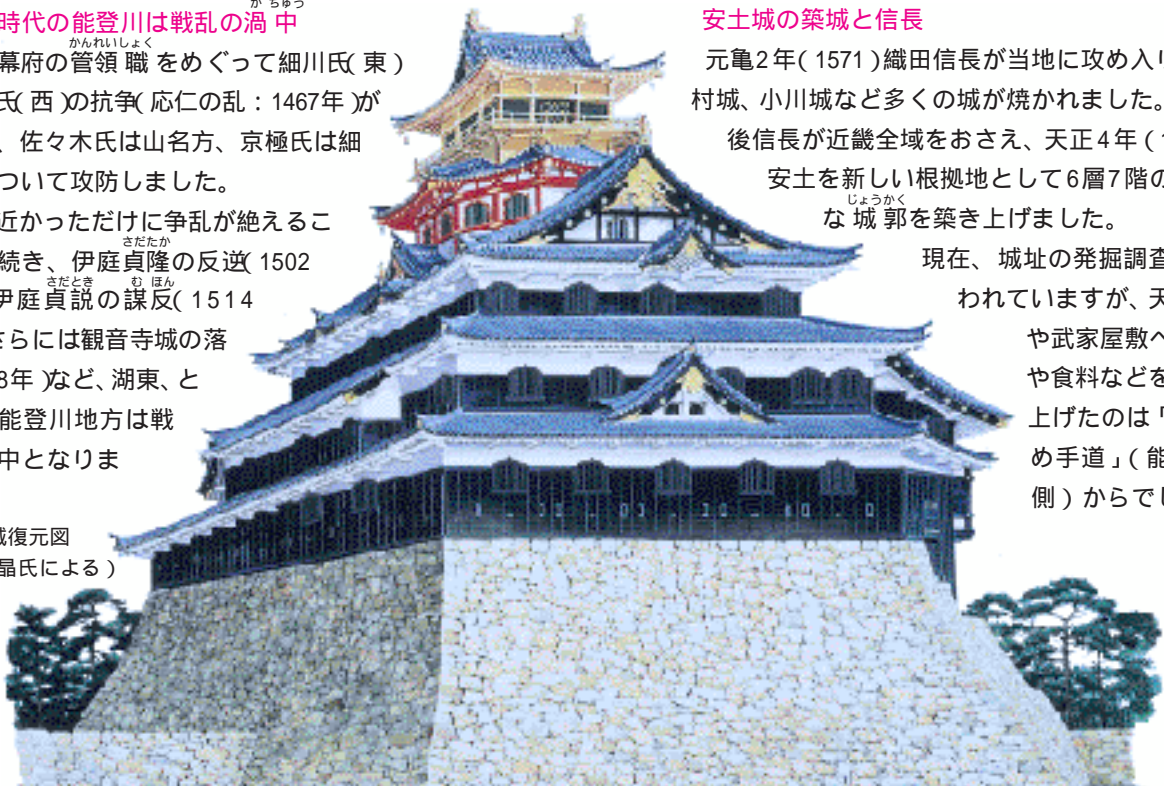 時代の能登川は戦乱の渦中
幕府の管領職をめぐって細川氏(東)
氏(西)の抗争(応仁の乱:1467年)が
、佐々木氏は山名方、京極氏は細
ついて攻防しました。
近かっただけに争乱が絶えるこ
続き、伊庭貞隆の反逆(1502
伊庭貞説の謀反(1514
さらには観音寺城の落
8年)など、湖東、と
能登川地方は戦
中となりま
城復元図
晶氏による)
安土城の築城と信長
元亀2年(1571)織田信長が当地に攻め入り
村城、小川城など多くの城が焼かれました。
後信長が近畿全域をおさえ、天正4年(1
安土を新しい根拠地として6層7階の
な城郭を築き上げました。
現在、城址の発掘調査
われていますが、天
や武家屋敷へ
や食料などを
上げたのは「
め手道」(能
側)からでし